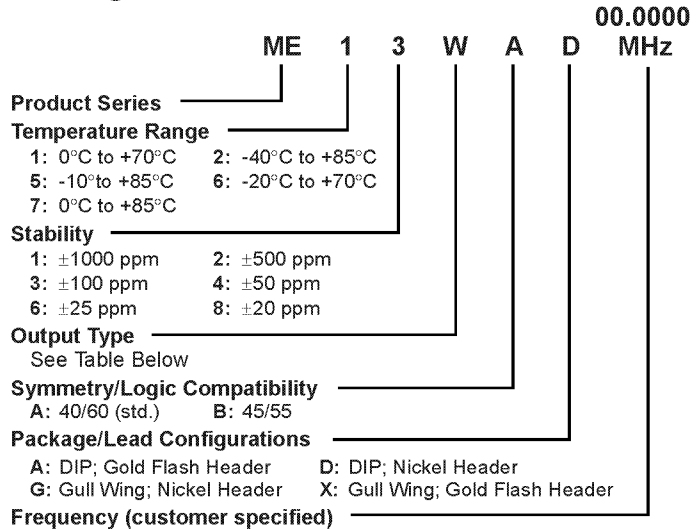 00.0000
ME 1 3 W A D MHz
Product Series
Temperature Range
1: 0°C to +70°C 2: -40°C to +85°C
5: -10°to +85°C 6: -20°C to +70°C
7: 0°C to +85°C
Stability
1: ±1000 ppm 2: ±500 ppm
3: ±100 ppm 4: ±50 ppm
6: ±25 ppm 8: ±20 ppm
Output Type
See Table Below
Symmetry/Logic Compatibility
A: 40/60 (std.) B: 45/55
Package/Lead Configurations
A: DIP; Gold Flash Header D: DIP; Nickel Header
G: Gull Wing; Nickel Header X: Gull Wing; Gold Flash Header
Frequency (customer specified)